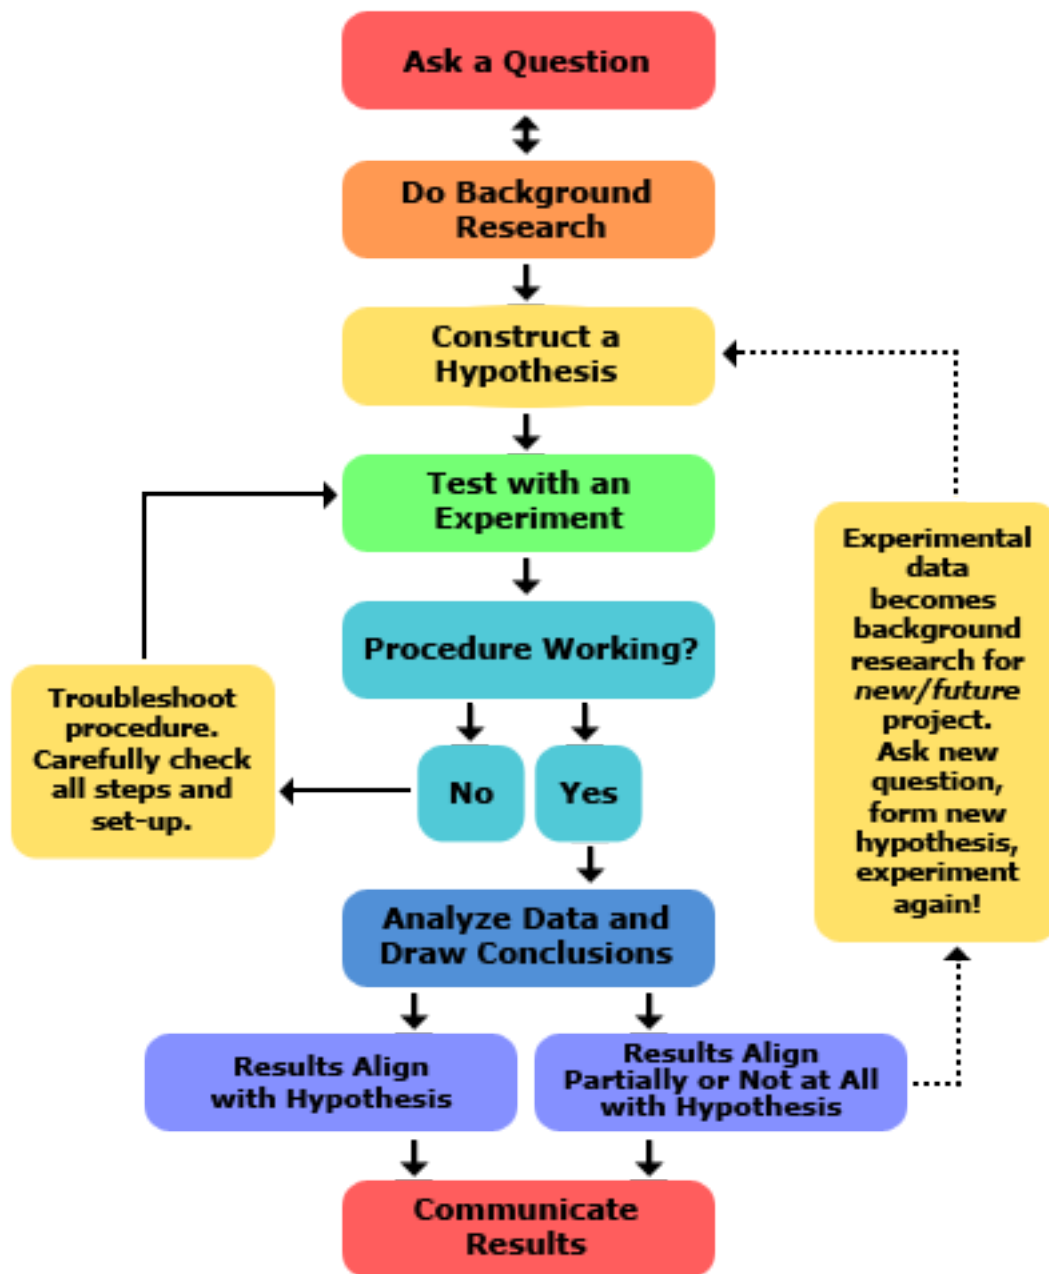 Ask a Question
Do Background
Research
Construct a
Hypothesis
Test with an
Experiment
Procedure Working?
No
Yes
Troubleshoot
procedure.
Carefully check
all steps and
set-up.
Experimental
data
becomes
background
research for
new/future
project.
Ask new
question,
form new
hypothesis,
experiment
again!
Analyze Data and
Draw Conclusions
Results Align
with Hypothesis
Results Align
Partially or Not at All
with Hypothesis
Communicate
Results